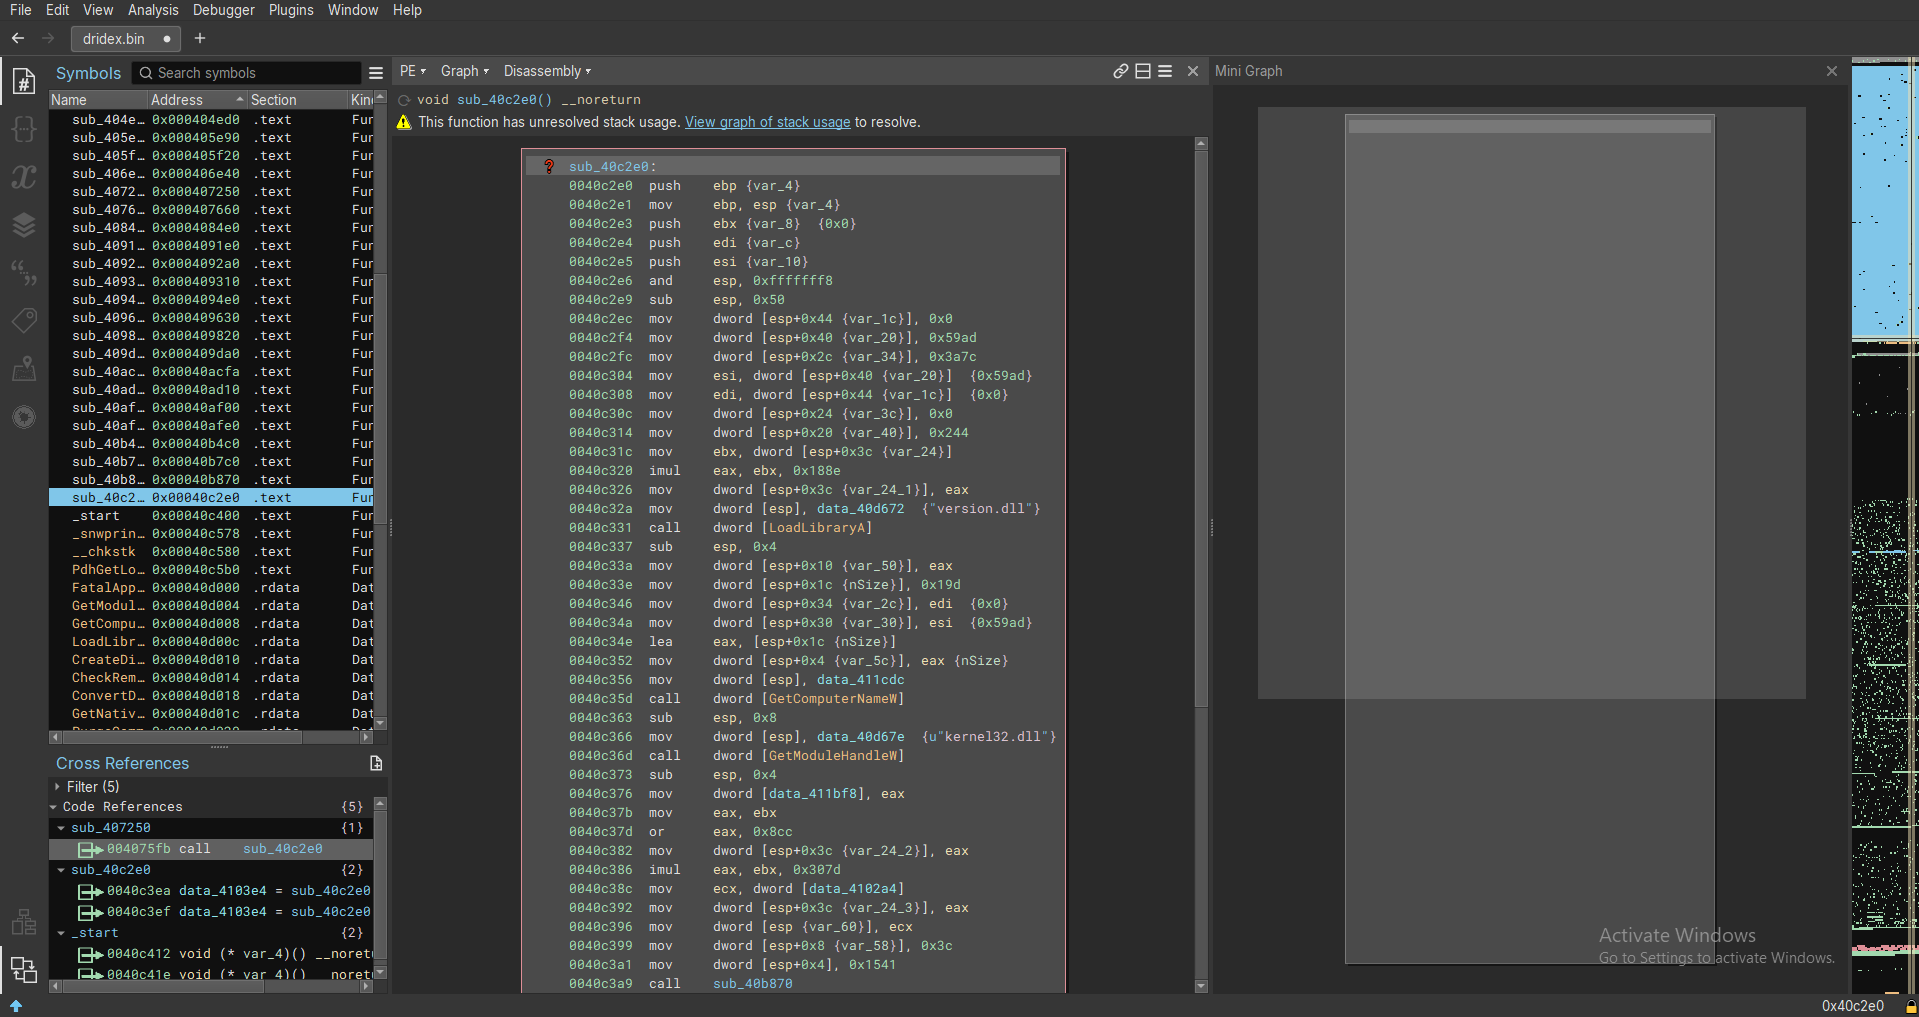 File Edit View Analysis Debugger Plugins Window Help
dridex.bin
Symbols
Search symbols
PE Graph Disassembly
Mini Graph
Name Address Section Kin
void sub_40c2e0() __noreturn
This function has unresolved stack usage. View graph of stack usage to resolve.
sub_404e… 0x000404ed0 .text Fur
sub_405e… 0x000405e90 .text Fur
sub_405f… 0x000405f20 .text Fur
sub_406e… 0x000406e40 .text Fur
sub_4072… 0x000407250 .text Fur
sub_4076… 0x000407660 .text Fur
sub_4084… 0x0004084e0 .text Fur
sub_4091… 0x0004091e0 .text Fur
sub_4092… 0x0004092a0 .text Fur
sub_4093… 0x000409310 .text Fur
sub_4094… 0x0004094e0 .text Fur
sub_4096… 0x000409630 .text Fur
sub_4098… 0x000409820 .text Fur
sub_409d… 0x000409da0 .text Fur
sub_40ac… 0x00040acfa .text Fur
sub_40ad… 0x00040ad10 .text Fur
sub_40af… 0x00040af00 .text Fur
sub_40af… 0x00040afe0 .text Fur
sub_40b4… 0x00040b4c0 .text Fur
sub_40b7… 0x00040b7c0 .text Fur
sub_40b8… 0x00040b870 .text Fur
sub_40c2… 0x00040c2e0 .text Fur
_start 0x00040c400 .text Fur
_snwprin… 0x00040c578 .text Fur
__chkstk 0x00040c580 .text Fur
PdhGetLo… 0x00040c5b0 .text Fur
FatalApp… 0x00040d000 .rdata Dat
GetModul… 0x00040d004 .rdata Dat
GetCompu… 0x00040d008 .rdata Dat
LoadLibr… 0x00040d00c .rdata Dat
CreateDi… 0x00040d010 .rdata Dat
CheckRem… 0x00040d014 .rdata Dat
ConvertD… 0x00040d018 .rdata Dat
GetNativ… 0x00040d01c .rdata Dat
Cross References
Filter (5)
Code References {5}
sub_407250 {1}
004075fb call sub_40c2e0
sub_40c2e0 {2}
0040c3ea data_4103e4 = sub_40c2e0
0040c3ef data_4103e4 = sub_40c2e0
_start {2}
0040c412 void (* var_4)() __noret
0040c41e void (* var_4)() __noret
sub_40c2e0:
0040c2e0 push ebp {var_4}
0040c2e1 mov ebp, esp {var_4}
0040c2e3 push ebx {var_8} {0x0}
0040c2e4 push edi {var_c}
0040c2e5 push esi {var_10}
0040c2e6 and esp, 0xfffffff8
0040c2e9 sub esp, 0x50
0040c2ec mov dword [esp+0x44 {var_1c}], 0x0
0040c2f4 mov dword [esp+0x40 {var_20}], 0x59ad
0040c2fc mov dword [esp+0x2c {var_34}], 0x3a7c
0040c304 mov esi, dword [esp+0x40 {var_20}] {0x59ad}
0040c308 mov edi, dword [esp+0x44 {var_1c}] {0x0}
0040c30c mov dword [esp+0x24 {var_3c}], 0x0
0040c314 mov dword [esp+0x20 {var_40}], 0x244
0040c31c mov ebx, dword [esp+0x3c {var_24}]
0040c320 imul eax, ebx, 0x188e
0040c326 mov dword [esp+0x3c {var_24_1}], eax
0040c32a mov dword [esp], data_40d672 {"version.dll"}
0040c331 call dword [LoadLibraryA]
0040c337 sub esp, 0x4
0040c33a mov dword [esp+0x10 {var_50}], eax
0040c33e mov dword [esp+0x1c {nSize}], 0x19d
0040c346 mov dword [esp+0x34 {var_2c}], edi {0x0}
0040c34a mov dword [esp+0x30 {var_30}], esi {0x59ad}
0040c34e lea eax, [esp+0x1c {nSize}]
0040c352 mov dword [esp+0x4 {var_5c}], eax {nSize}
0040c356 mov dword [esp], data_411cdc
0040c35d call dword [GetComputerNameW]
0040c363 sub esp, 0x8
0040c366 mov dword [esp], data_40d67e {u"kernel32.dll"}
0040c36d call dword [GetModuleHandleW]
0040c373 sub esp, 0x4
0040c376 mov dword [data_411bf8], eax
0040c37b mov eax, ebx
0040c37d or eax, 0x8cc
0040c382 mov dword [esp+0x3c {var_24_2}], eax
0040c386 imul eax, ebx, 0x307d
0040c38c mov ecx, dword [data_4102a4]
0040c392 mov dword [esp+0x3c {var_24_3}], eax
0040c396 mov dword [esp {var_60}], ecx
0040c399 mov dword [esp+0x8 {var_58}], 0x3c
0040c3a1 mov dword [esp+0x4], 0x1541
0040c3a9 call sub_40b870
Activate Windows
Go to Settings to activate Windows.
0x40c2e0